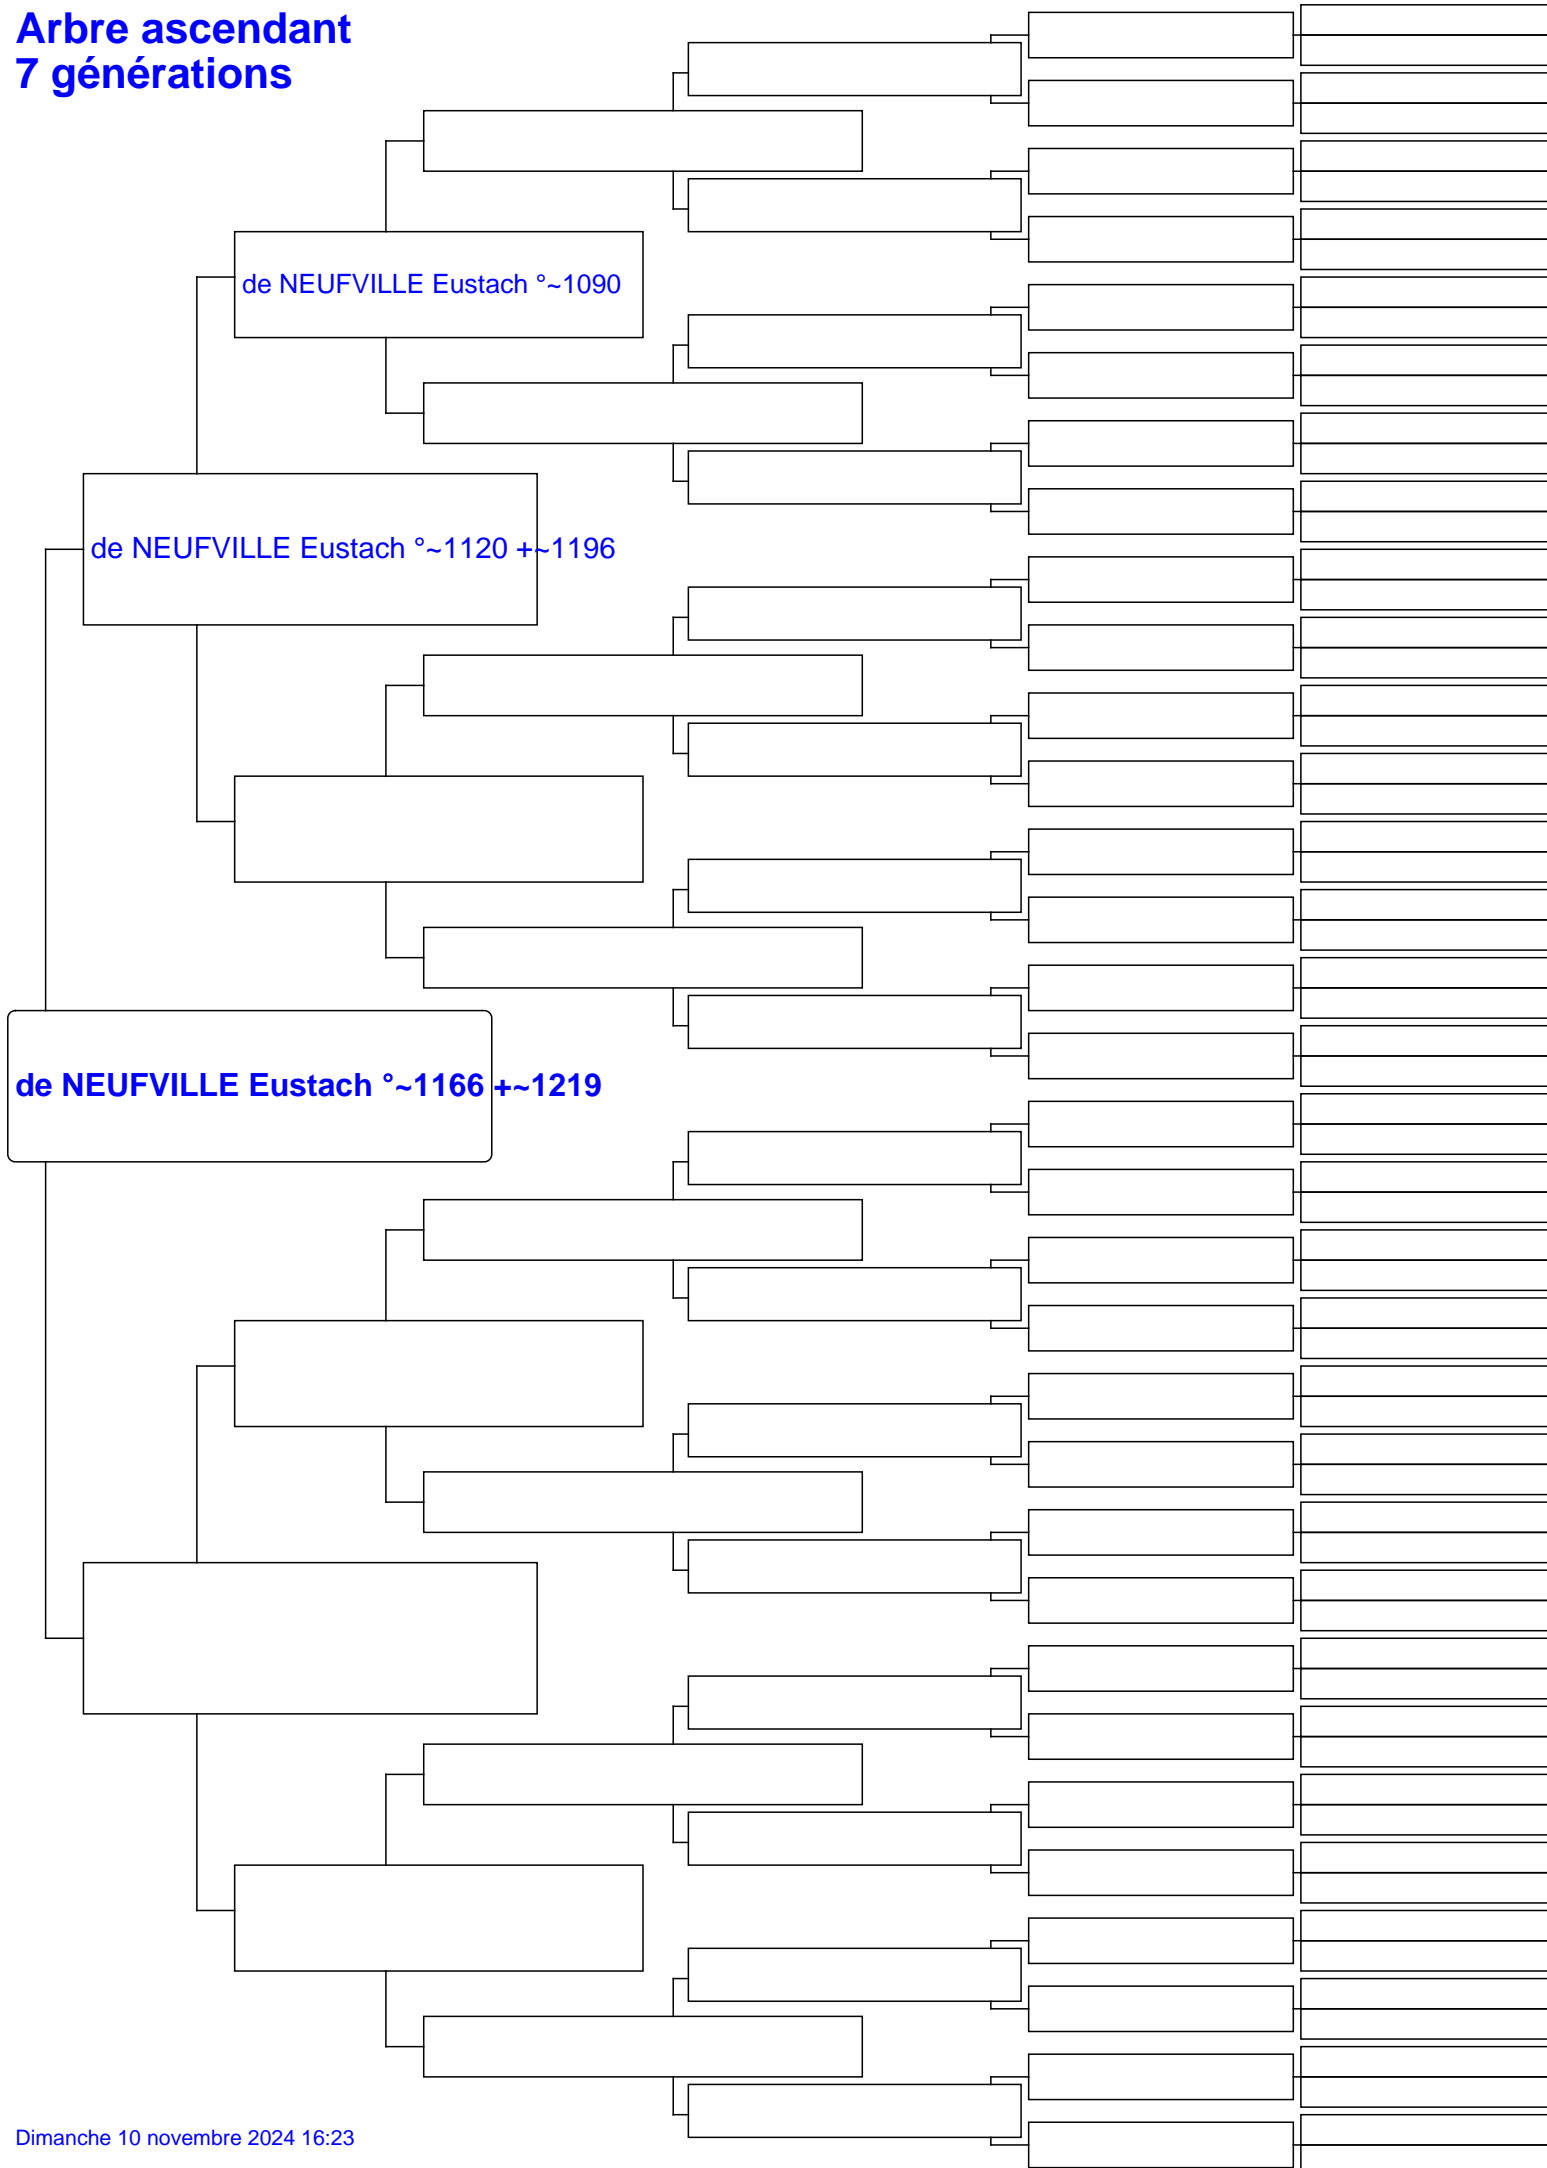 Arbre ascendant
7 générations
de NEUFVILLE Eustach °~1090
de NEUFVILLE Eustach °~1120 +~1196
de NEUFVILLE Eustach °~1166 +~1219
Dimanche 10 novembre 2024 16:23